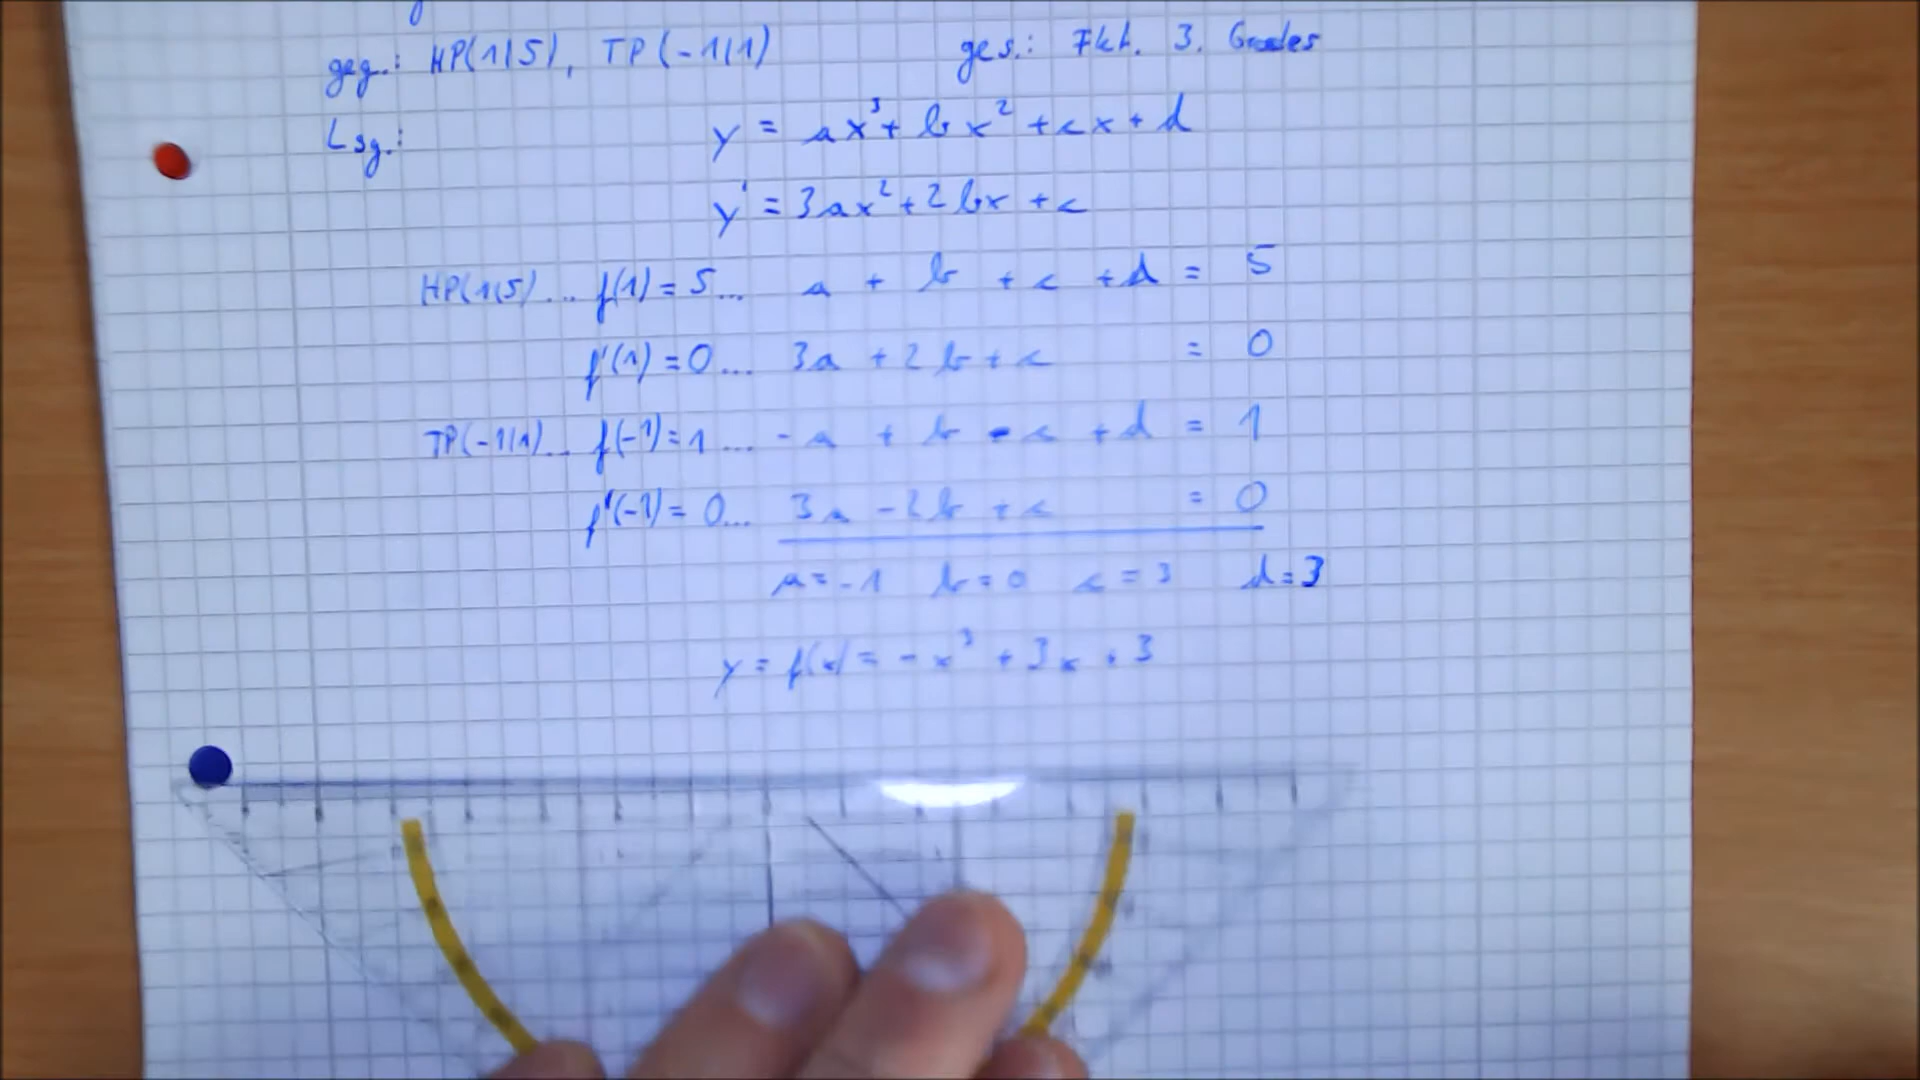 geg.: HP(1|5), TP(-1|1) ges.: Fkt. 3. Grades
Lsg.: y = ax³ + bx² + cx + d
y' = 3ax² + 2bx + c
HP(1|5)... f(1) = 5... a + b + c + d = 5
f'(1) = 0... 3a + 2b + c = 0
TP(-1|1)... f(-1) = 1... -a + b - c + d = 1
f'(-1) = 0... 3a - 2b + c = 0
a = -1 b = 0 c = 3 d = 3
y = f(x) = -x³ + 3x + 3